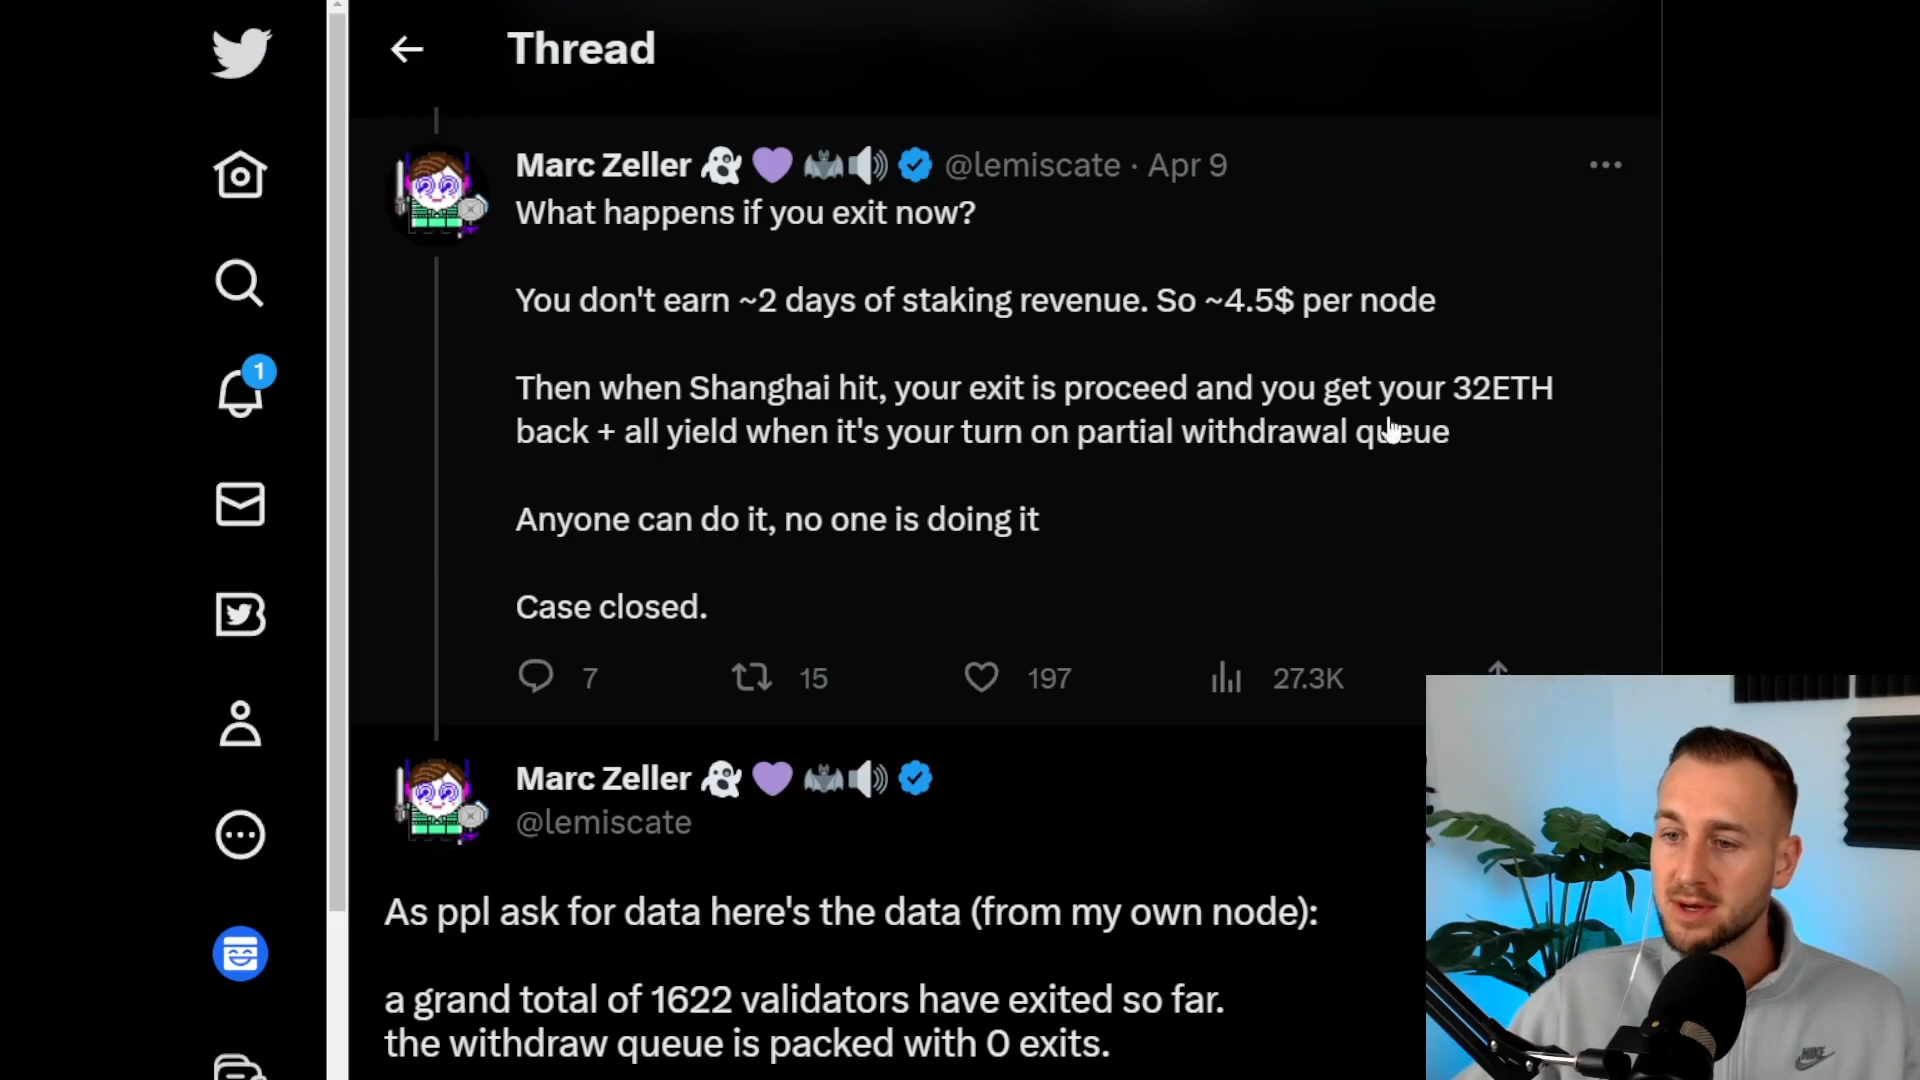 Thread
Marc Zeller @lemiscate · Apr 9
What happens if you exit now?
You don't earn ~2 days of staking revenue. So ~4.5$ per node
Then when Shanghai hit, your exit is proceed and you get your 32ETH
back + all yield when it's your turn on partial withdrawal queue
Anyone can do it, no one is doing it
Case closed.
7 15 197 27.3K
1
Marc Zeller
@lemiscate
As ppl ask for data here's the data (from my own node):
a grand total of 1622 validators have exited so far.
the withdraw queue is packed with 0 exits.
NIKE